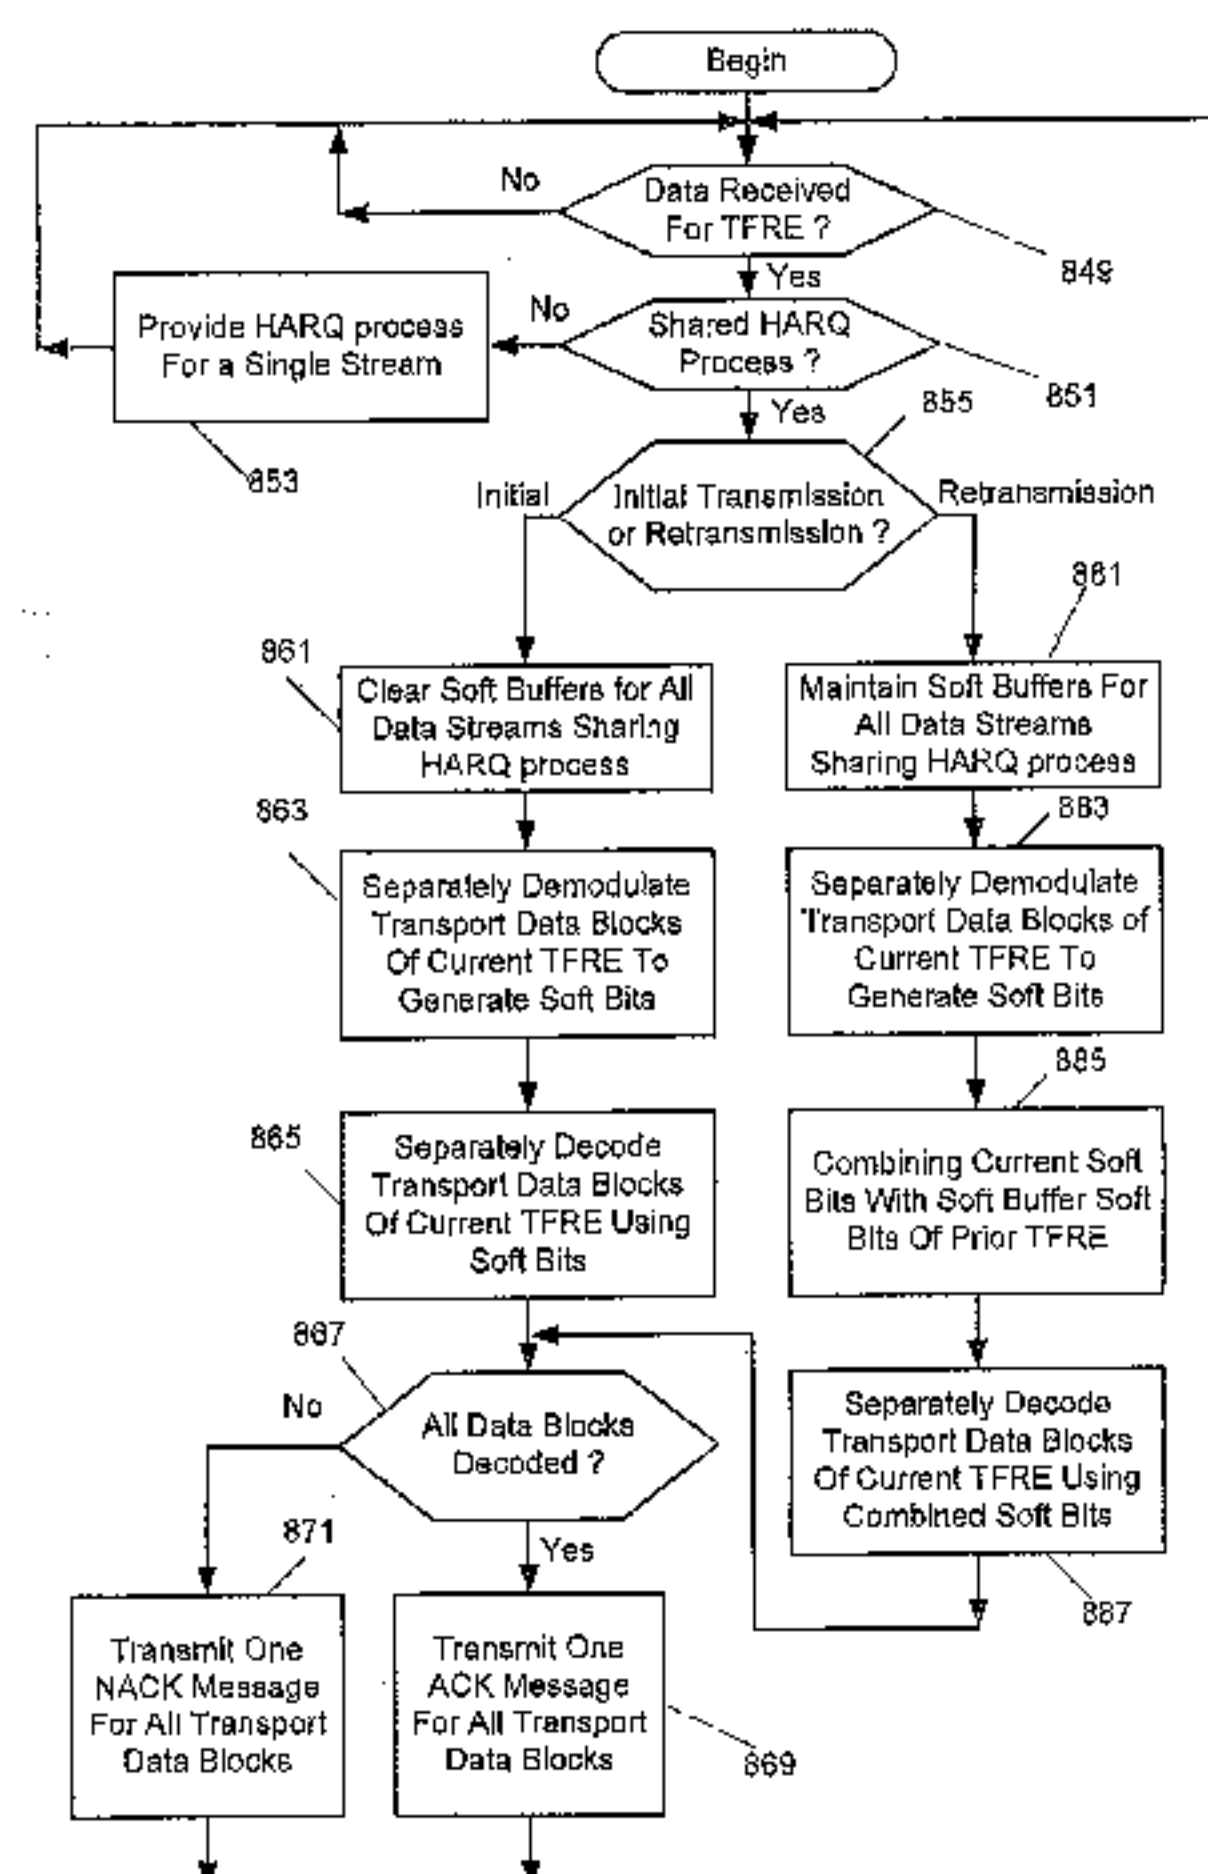 Begin
No
Data Received
For TFRE ?
849
Yes
No
Provide HARQ process
For a Single Stream
Shared HARQ
Process ?
851
853
Yes
855
Initial
Initial Transmission
or Retransmission ?
Retransmission
861
881
Clear Soft Buffers for All
Data Streams Sharing
HARQ process
Maintain Soft Buffers For
All Data Streams
Sharing HARQ process
863
883
Separately Demodulate
Transport Data Blocks
Of Current TFRE To
Generate Soft Bits
Separately Demodulate
Transport Data Blocks of
Current TFRE To
Generate Soft Bits
865
885
Separately Decode
Transport Data Blocks
Of Current TFRE Using
Soft Bits
Combining Current Soft
Bits With Soft Buffer Soft
Bits Of Prior TFRE
867
No
All Data Blocks
Decoded ?
Separately Decode
Transport Data Blocks
Of Current TFRE Using
Combined Soft Bits
871
Yes
887
Transmit One
NACK Message
For All Transport
Data Blocks
Transmit One
ACK Message
For All Transport
Data Blocks
869